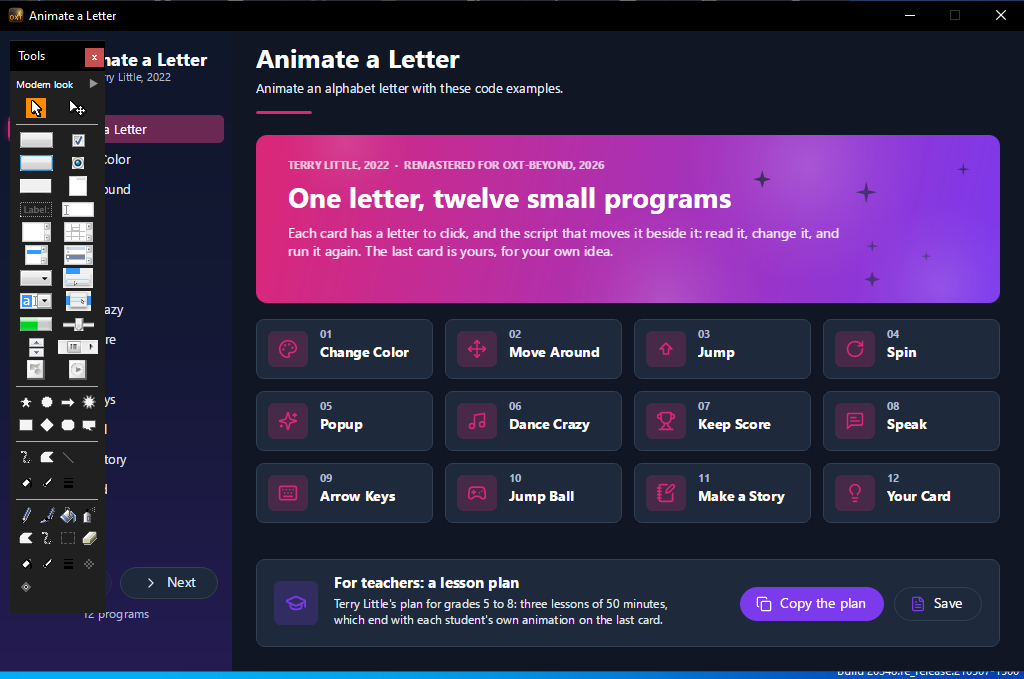 Animate a Letter
Tools
x
Modern look
Label:
nate a Letter
ry Little, 2022
a Letter
Color
ound
azy
re
ys
l
tory
d
Next
12 programs
Animate a Letter
Animate an alphabet letter with these code examples.
TERRY LITTLE, 2022 · REMASTERED FOR OXT-BEYOND, 2026
One letter, twelve small programs
Each card has a letter to click, and the script that moves it beside it: read it, change it, and
run it again. The last card is yours, for your own idea.
01
Change Color
02
Move Around
03
Jump
04
Spin
05
Popup
06
Dance Crazy
07
Keep Score
08
Speak
09
Arrow Keys
10
Jump Ball
11
Make a Story
12
Your Card
For teachers: a lesson plan
Terry Little's plan for grades 5 to 8: three lessons of 50 minutes,
which end with each student's own animation on the last card.
Copy the plan
Save